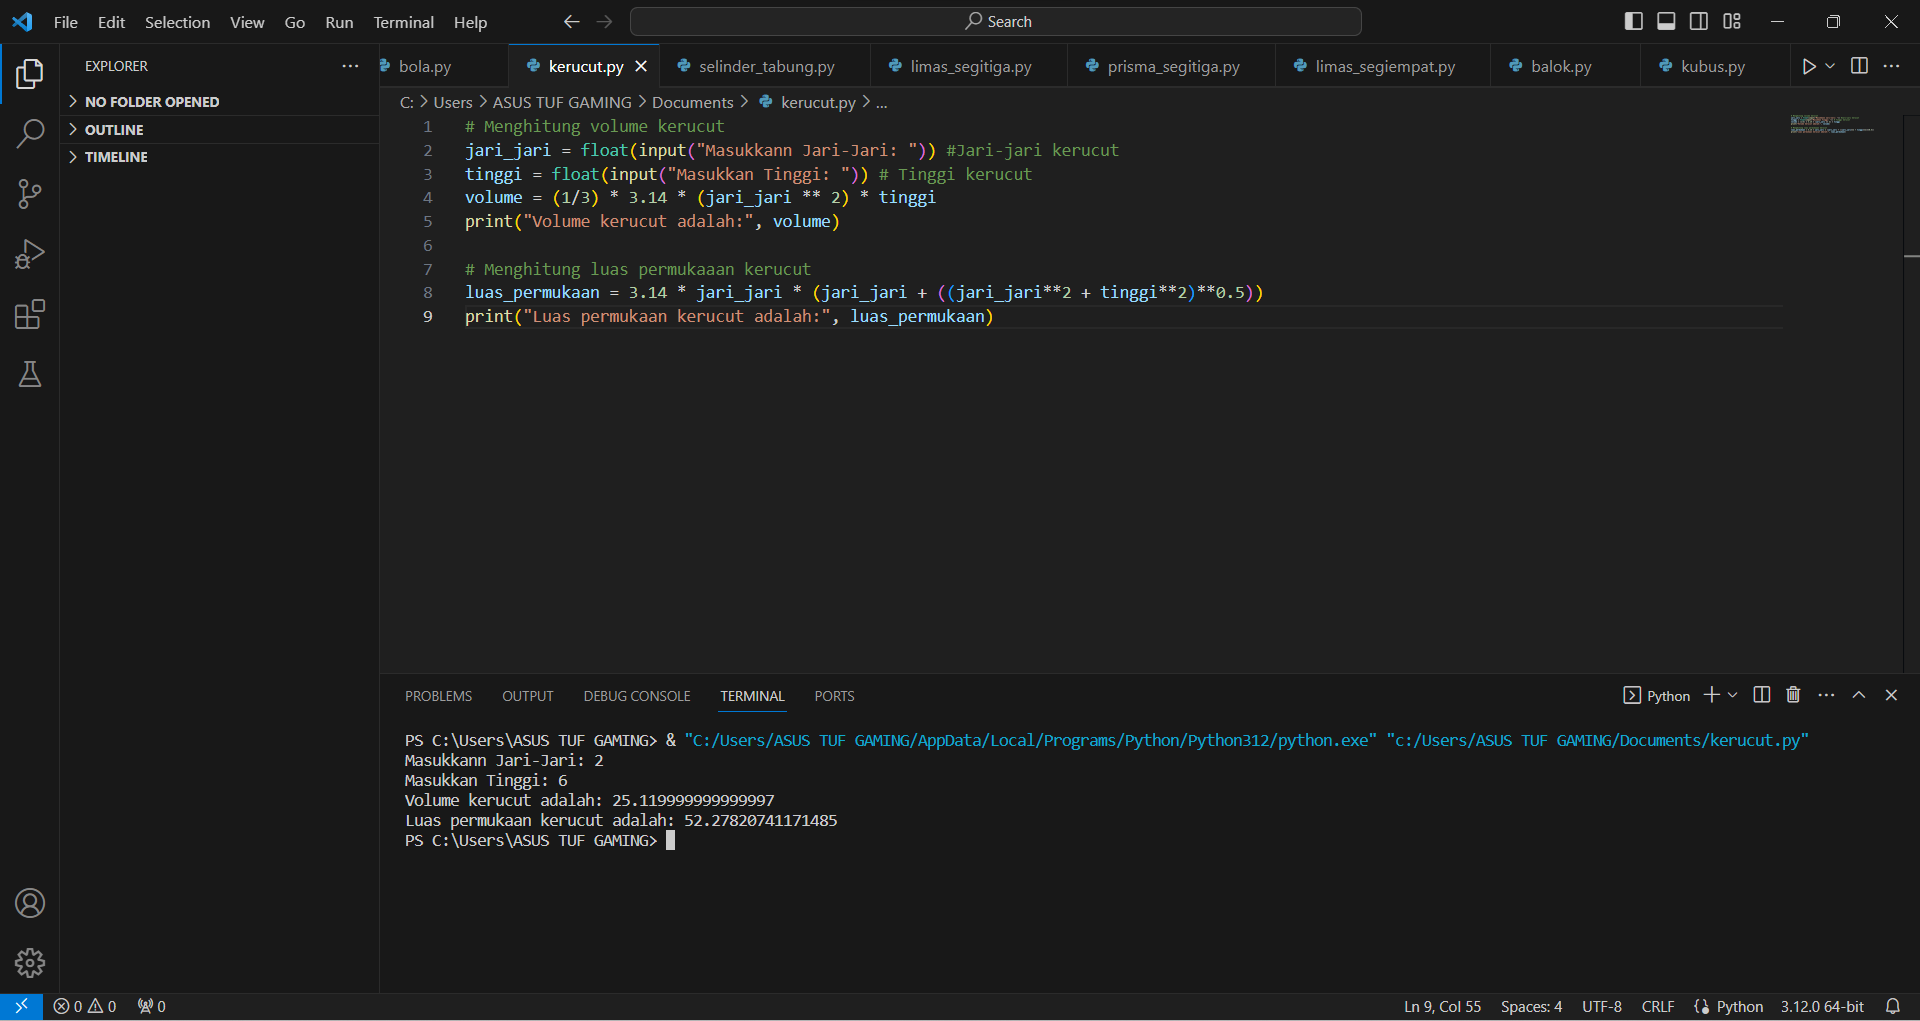 File Edit Selection View Go Run Terminal Help
Search
EXPLORER
NO FOLDER OPENED
OUTLINE
TIMELINE
bola.py kerucut.py selinder_tabung.py limas_segitiga.py prisma_segitiga.py limas_segiempat.py balok.py kubus.py
C: > Users > ASUS TUF GAMING > Documents > kerucut.py > ...
1 # Menghitung volume kerucut
2 jari_jari = float(input("Masukkann Jari-Jari: ")) #Jari-jari kerucut
3 tinggi = float(input("Masukkan Tinggi: ")) # Tinggi kerucut
4 volume = (1/3) * 3.14 * (jari_jari ** 2) * tinggi
5 print("Volume kerucut adalah:", volume)
6
7 # Menghitung luas permukaaan kerucut
8 luas_permukaan = 3.14 * jari_jari * (jari_jari + ((jari_jari**2 + tinggi**2)**0.5))
9 print("Luas permukaan kerucut adalah:", luas_permukaan)
PROBLEMS OUTPUT DEBUG CONSOLE TERMINAL PORTS
Python
PS C:\Users\ASUS TUF GAMING> & "C:/Users/ASUS TUF GAMING/AppData/Local/Programs/Python/Python312/python.exe" "c:/Users/ASUS TUF GAMING/Documents/kerucut.py"
Masukkann Jari-Jari: 2
Masukkan Tinggi: 6
Volume kerucut adalah: 25.119999999999997
Luas permukaan kerucut adalah: 52.27820741171485
PS C:\Users\ASUS TUF GAMING>
0 0 0
Ln 9, Col 55 Spaces: 4 UTF-8 CRLF Python 3.12.0 64-bit